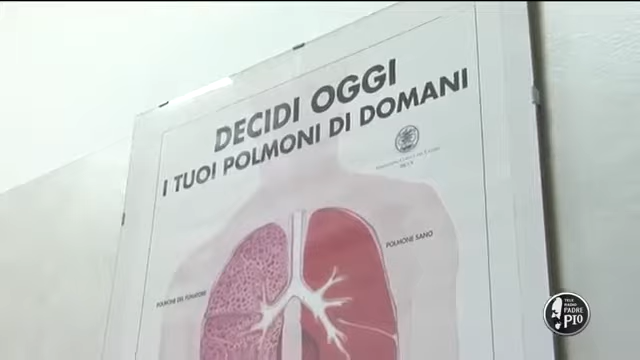 DECIDI OGGI
I TUOI POLMONI DI DOMANI
POLMONE DEL FUMATORE
POLMONE SANO
TELE
RADIO
PADRE
PIO